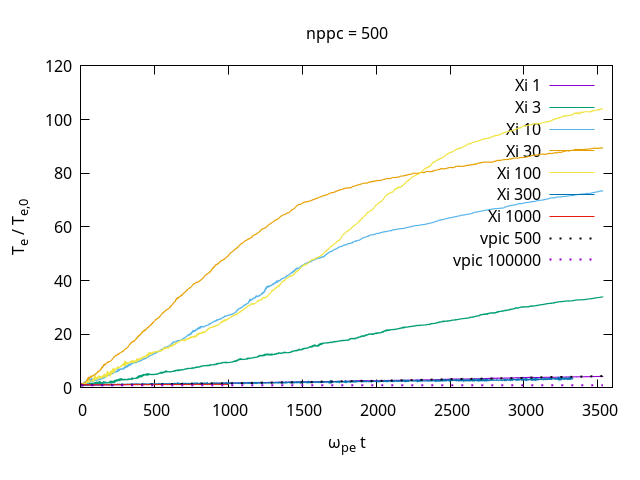 nppc = 500
120
100
80
60
40
20
0
T_e / T_e,0
Xi 1
Xi 3
Xi 10
Xi 30
Xi 100
Xi 300
Xi 1000
vpic 500
vpic 100000
0 500 1000 1500 2000 2500 3000 3500
ω_pe t